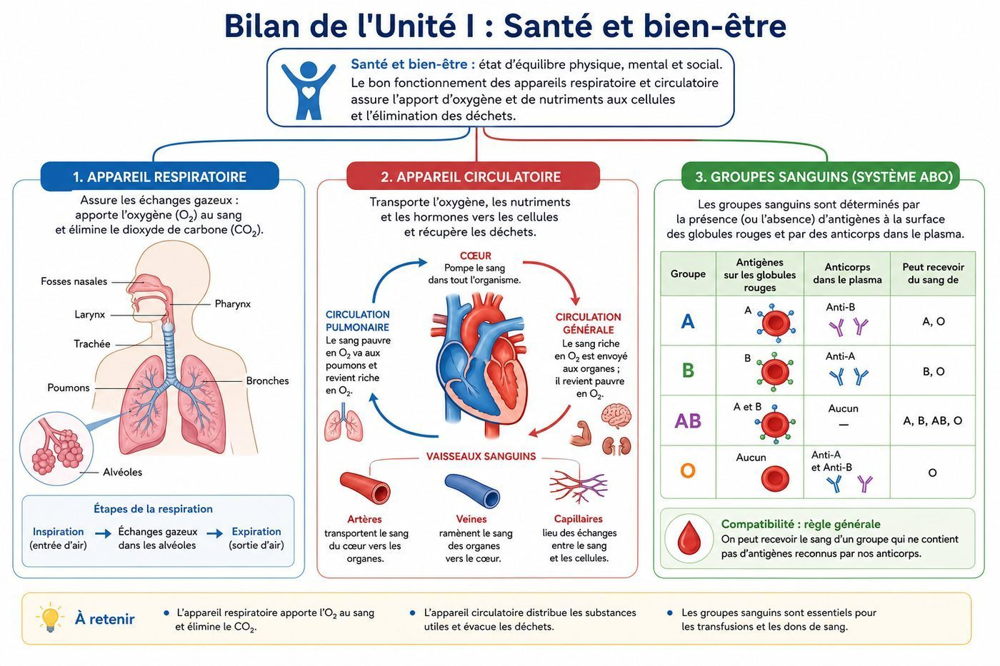 Bilan de l'Unité I : Santé et bien-être
Santé et bien-être : état d'équilibre physique, mental et social.
Le bon fonctionnement des appareils respiratoire et circulatoire
assure l'apport d'oxygène et de nutriments aux cellules
et l'élimination des déchets.
1. APPAREIL RESPIRATOIRE
Assure les échanges gazeux :
apporte l'oxygène (O₂) au sang
et élimine le dioxyde de carbone (CO₂).
Fosses nasales
Pharynx
Larynx
Trachée
Bronches
Poumons
Alvéoles
Étapes de la respiration
Inspiration
(entrée d'air)
Échanges gazeux
dans les alvéoles
Expiration
(sortie d'air)
2. APPAREIL CIRCULATOIRE
Transporte l'oxygène, les nutriments
et les hormones vers les cellules
et récupère les déchets.
CŒUR
Pompe le sang
dans tout l'organisme.
CIRCULATION
PULMONAIRE
Le sang pauvre
en O₂ va aux
poumons et
revient riche
en O₂.
CIRCULATION
GÉNÉRALE
Le sang riche
en O₂ est envoyé
aux organes ;
il revient pauvre
en O₂.
VAISSEAUX SANGUINS
Artères
transportent le sang
du cœur vers les
organes.
Veines
ramènent le sang
des organes
vers le cœur.
Capillaires
lieu des échanges
entre le sang
et les cellules.
3. GROUPES SANGUINS (SYSTÈME ABO)
Les groupes sanguins sont déterminés par
la présence (ou l'absence) d'antigènes à la surface
des globules rouges et par des anticorps dans le plasma.
Groupe
Antigènes
sur les globules
rouges
Anticorps
dans le plasma
Peut recevoir
du sang de
A
A
Anti-B
A, O
B
B
Anti-A
B, O
AB
A et B
Aucun
—
A, B, AB, O
O
Aucun
Anti-A
et Anti-B
O
Compatibilité : règle générale
On peut recevoir le sang d'un groupe qui ne contient
pas d'antigènes reconnus par nos anticorps.
À retenir
• L'appareil respiratoire apporte l'O₂ au sang
et élimine le CO₂.
• L'appareil circulatoire distribue les substances
utiles et évacue les déchets.
• Les groupes sanguins sont essentiels pour
les transfusions et les dons de sang.